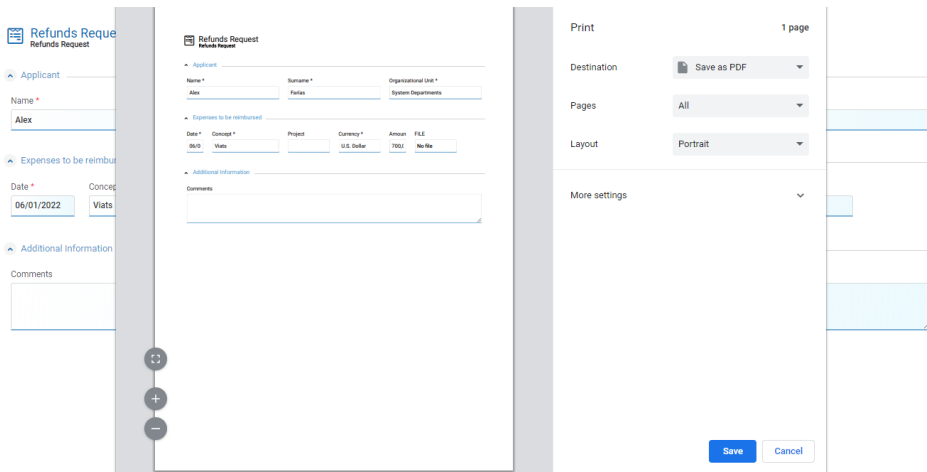 Refunds Reque
Refunds Request
Applicant
Name *
Alex
Expenses to be reimbur
Date *
Concep
06/01/2022
Viats
Additional Information
Comments
Refunds Request
Refunds Request
Applicant
Name *
Surname *
Organizational Unit *
Alex
Farias
System Departments
Expenses to be reimbursed
Date *
Concept *
Project
Currency *
Amoun
FILE
06/0
Viats
U.S. Dollar
700,(
No file
Additional Information
Comments
Print
1 page
Destination
Save as PDF
Pages
All
Layout
Portrait
More settings
Save
Cancel